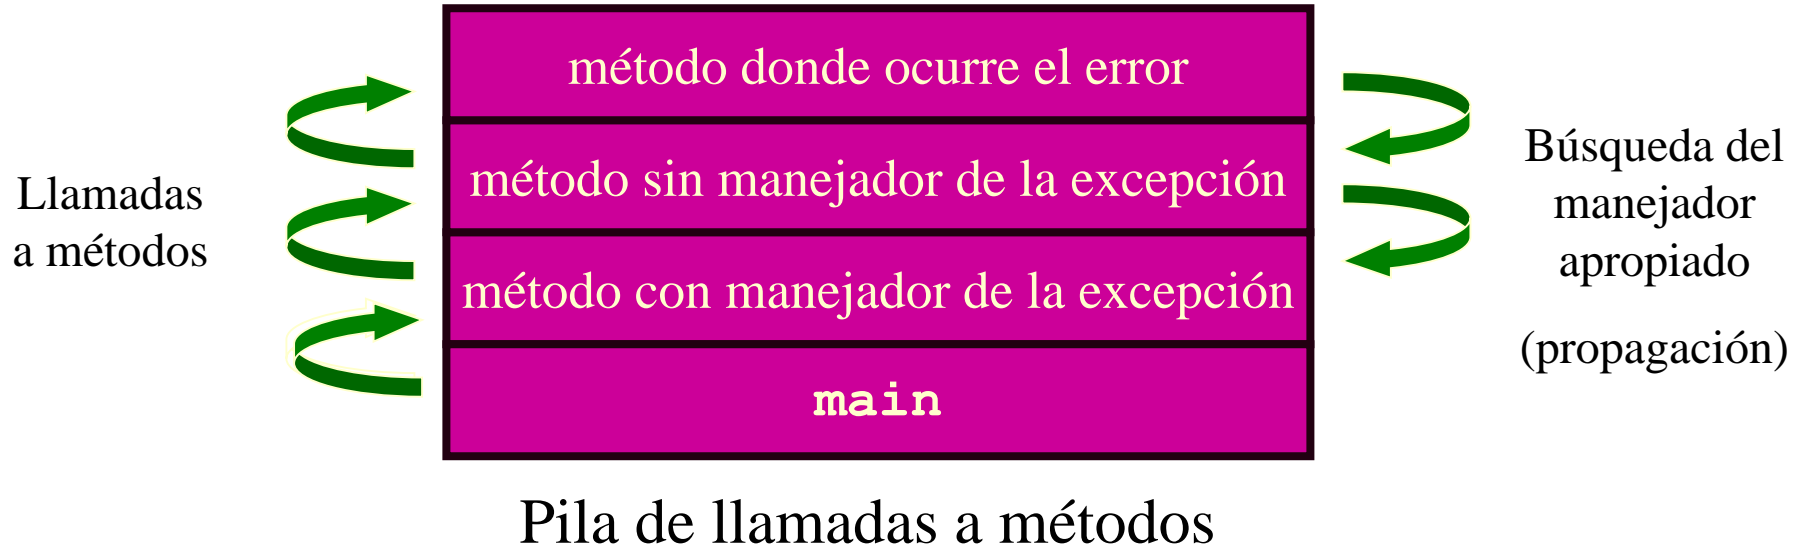 método donde ocurre el error
método sin manejador de la excepción
método con manejador de la excepción
main
Llamadas
a métodos
Búsqueda del
manejador
apropiado
(propagación)
Pila de llamadas a métodos